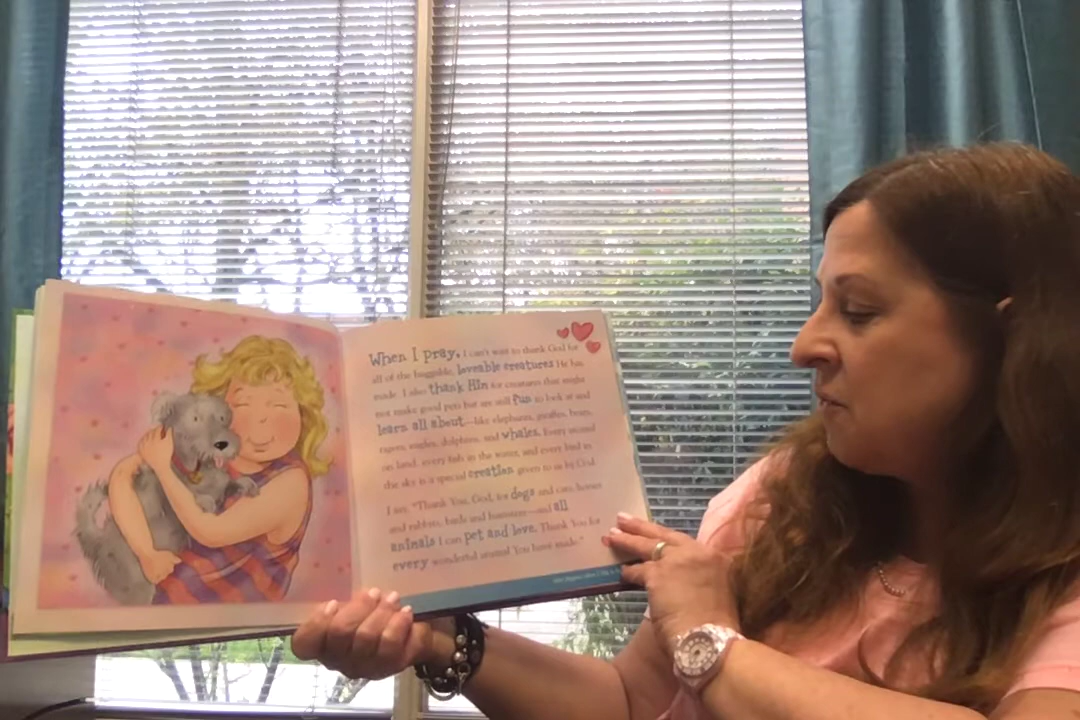 When I pray, I can't wait to thank God for
all of the huggable, loveable creatures He has
made. I also thank Him for creatures that might
not make good pets but are still fun to look at and
learn all about—like elephants, giraffes, bears,
eagles, dolphins, and whales. Every animal
on land, every fish in the water, and every bird in
the sky is a special creation given to us by God.
I say, "Thank You, God, for dogs and cats
and rabbits, birds and hamsters—and all
animals I can pet and love. Thank You for
every wonderful animal You have made."